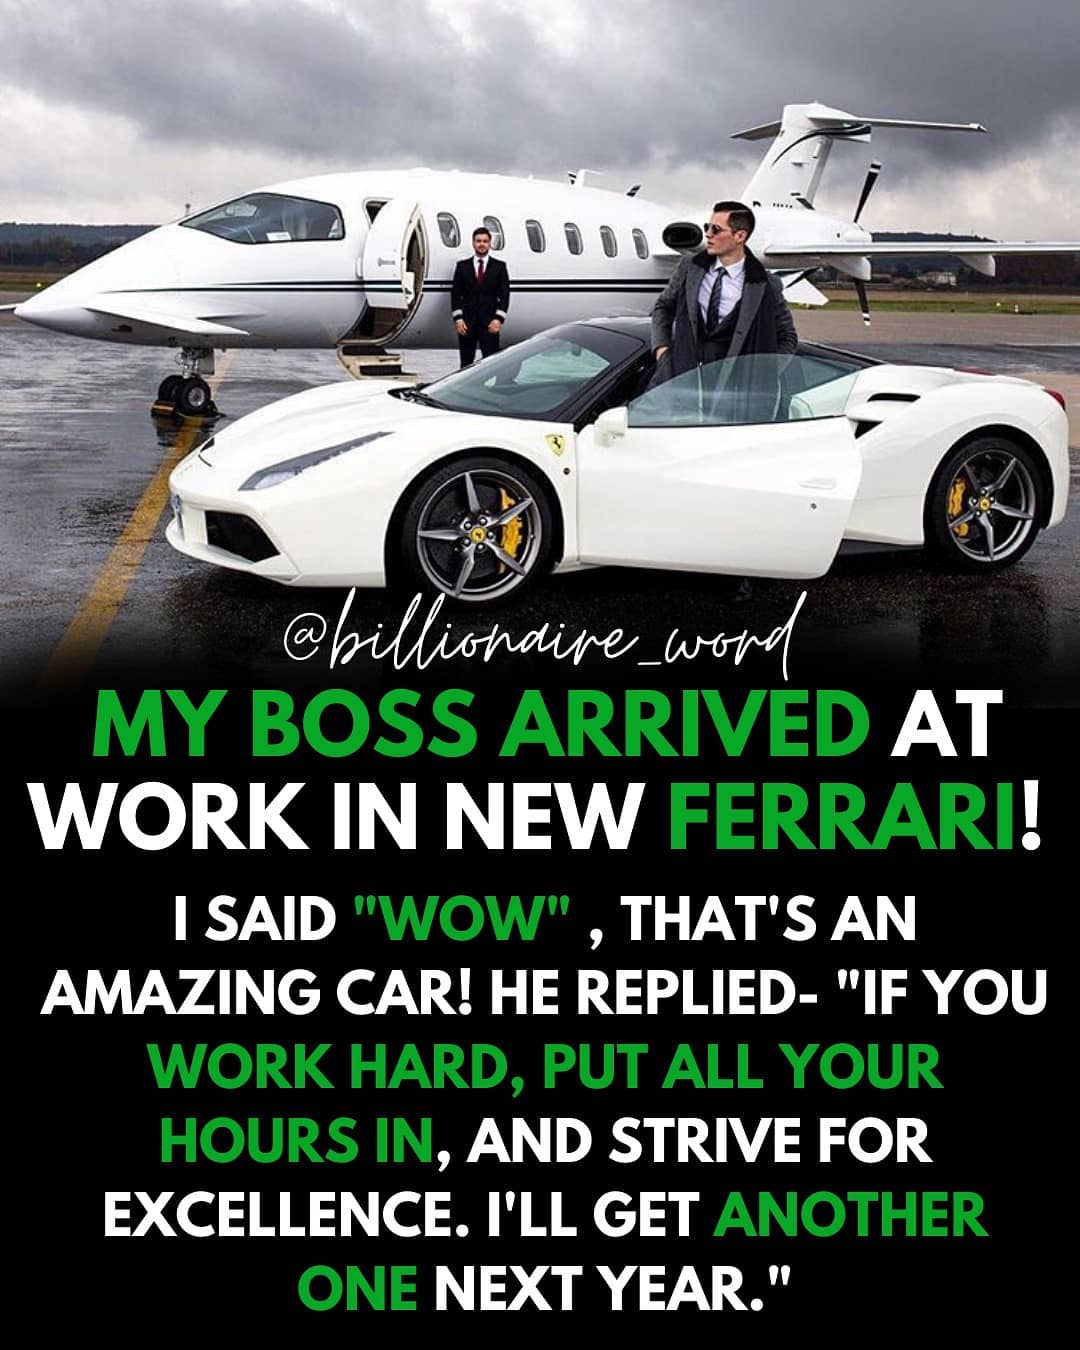 @billionaire_word
MY BOSS ARRIVED AT
WORK IN NEW FERRARI!
I SAID "WOW" , THAT'S AN
AMAZING CAR! HE REPLIED- "IF YOU
WORK HARD, PUT ALL YOUR
HOURS IN, AND STRIVE FOR
EXCELLENCE. I'LL GET ANOTHER
ONE NEXT YEAR."